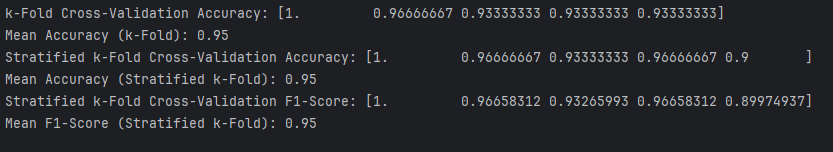 k-Fold Cross-Validation Accuracy: [1.         0.96666667 0.93333333 0.93333333 0.93333333]
Mean Accuracy (k-Fold): 0.95
Stratified k-Fold Cross-Validation Accuracy: [1.         0.96666667 0.93333333 0.96666667 0.9       ]
Mean Accuracy (Stratified k-Fold): 0.95
Stratified k-Fold Cross-Validation F1-Score: [1.         0.96658312 0.93265993 0.96658312 0.89974937]
Mean F1-Score (Stratified k-Fold): 0.95